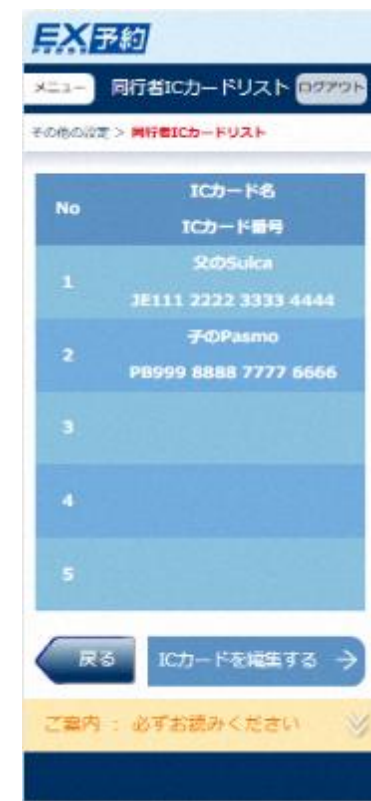 EX予約
メニュー 同行者ICカードリスト ログアウト
その他の設定 > 同行者ICカードリスト
No ICカード名
ICカード番号
1 父のSuica
JE111 2222 3333 4444
2 子のPasmo
PB999 8888 7777 6666
3
4
5
戻る ICカードを編集する →
ご案内 : 必ずお読みください